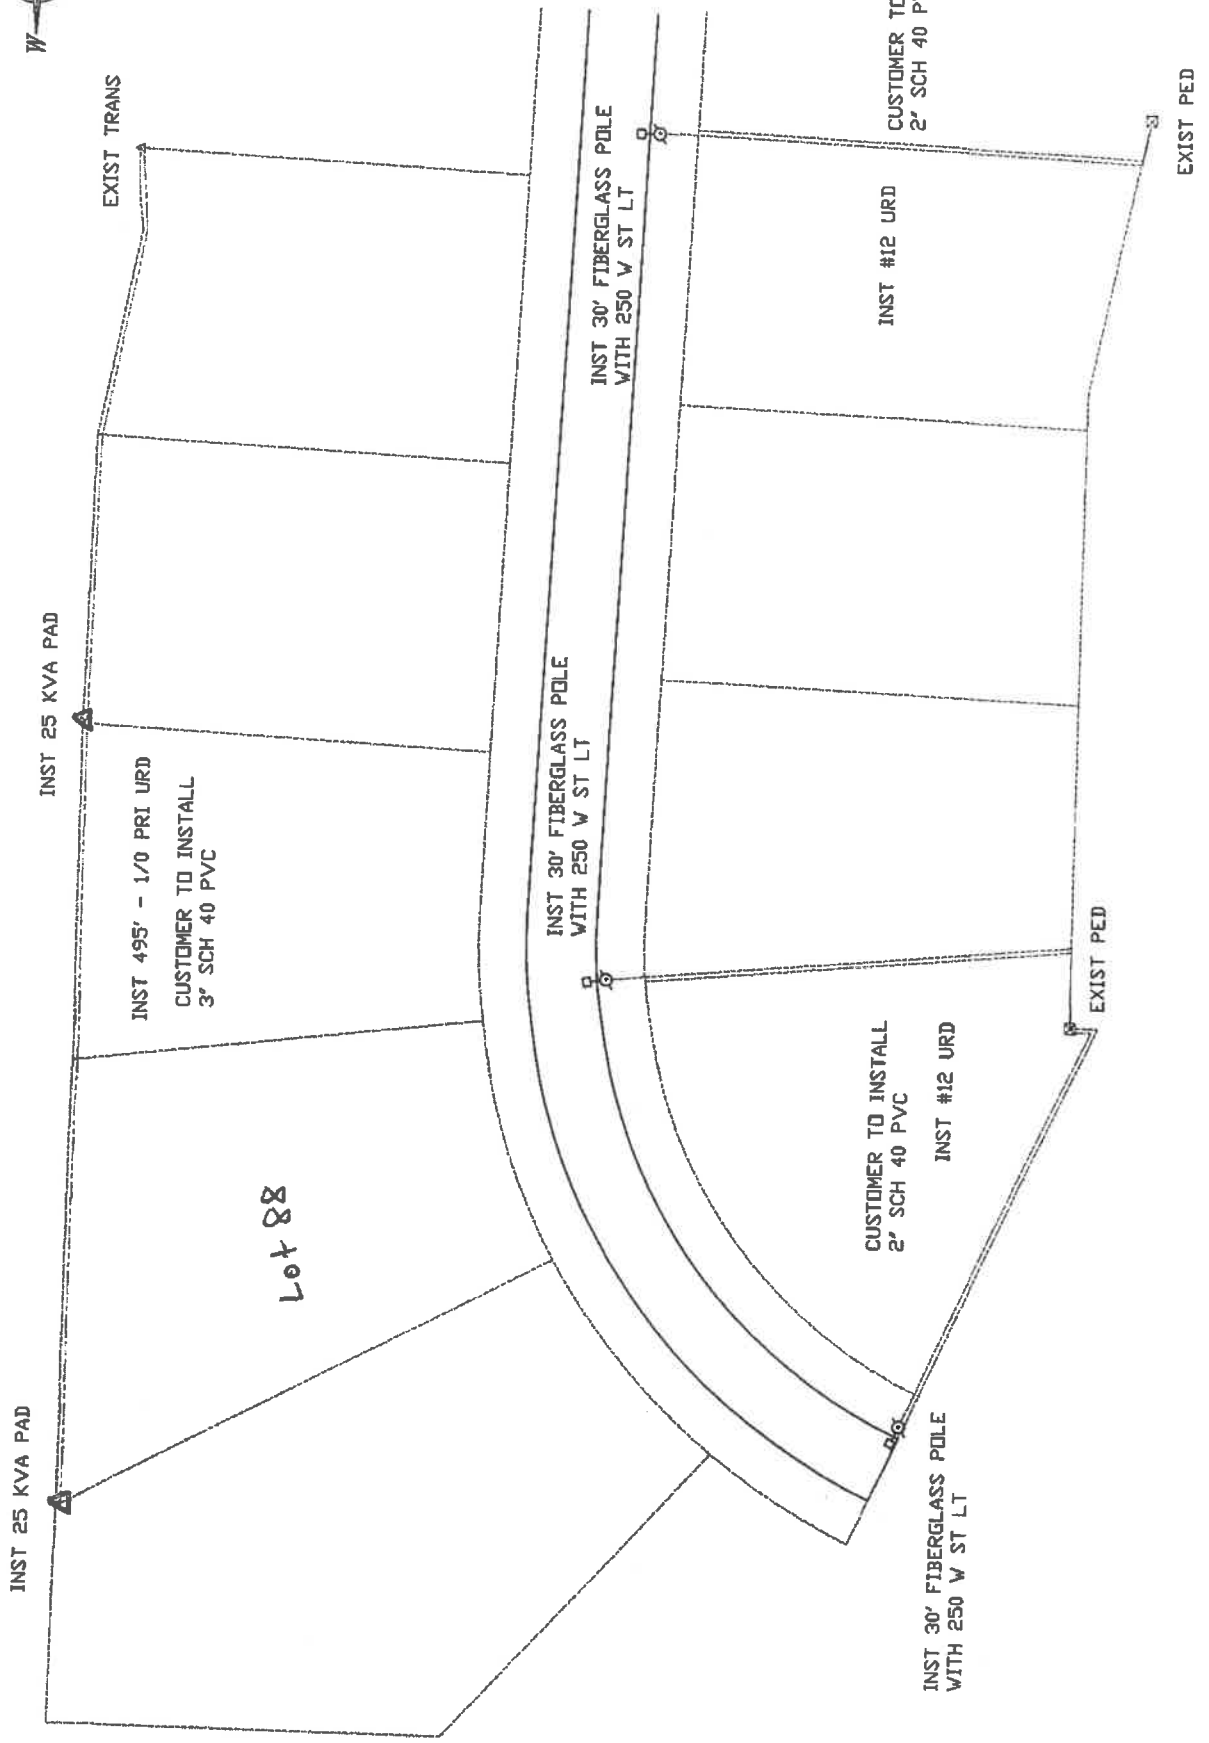 W
EXIST TRANS
INST 25 KVA PAD
INST 495' - 1/0 PRI URD
CUSTOMER TO INSTALL
3" SCH 40 PVC
INST 25 KVA PAD
Lot 88
INST 30' FIBERGLASS POLE
WITH 250 W ST LT
INST 30' FIBERGLASS POLE
WITH 250 W ST LT
CUSTOMER TO
2" SCH 40
INST #12 URD
EXIST PED
EXIST PED
CUSTOMER TO INSTALL
2" SCH 40 PVC
INST #12 URD
INST 30' FIBERGLASS POLE
WITH 250 W ST LT